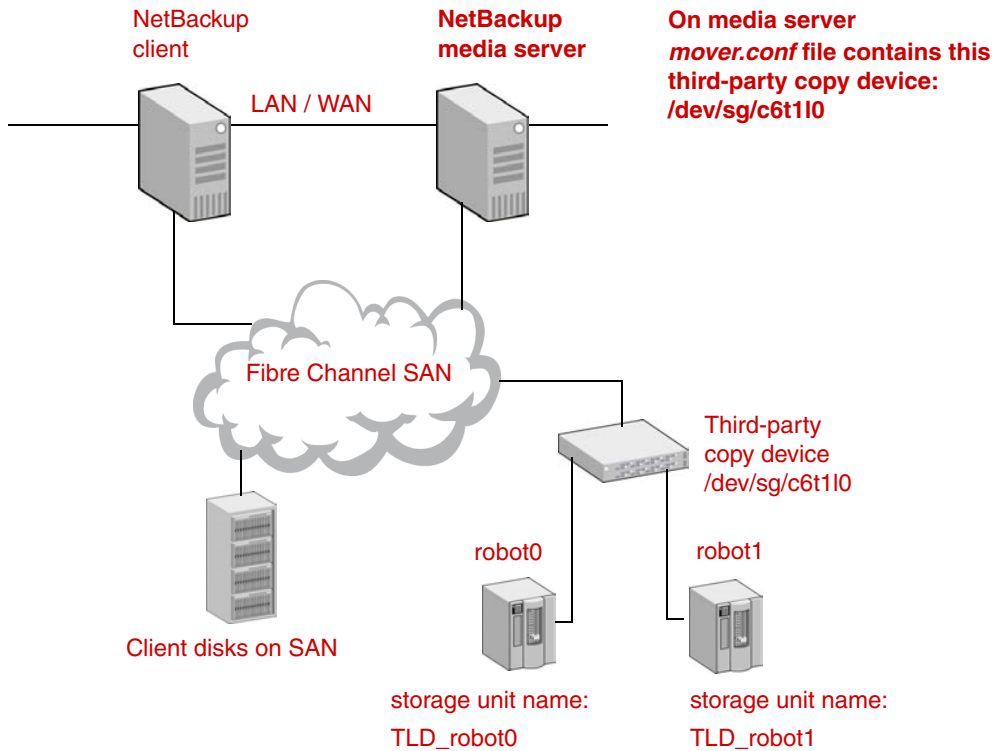 NetBackup
client
NetBackup
media server
On media server
mover.conf file contains this
third-party copy device:
/dev/sg/c6t1l0
LAN / WAN
Fibre Channel SAN
Third-party
copy device
/dev/sg/c6t1l0
robot0
robot1
Client disks on SAN
storage unit name:
TLD_robot0
storage unit name:
TLD_robot1